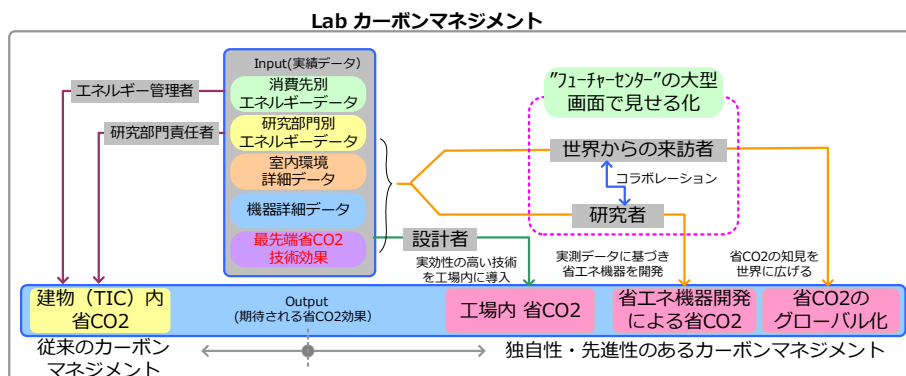 Lab カーボンマネジメント
Input(実績データ)
消費先別
エネルギーデータ
研究部門別
エネルギーデータ
室内環境
詳細データ
機器詳細データ
最先端省CO2
技術効果
エネルギー管理者
研究部門責任者
"フューチャーセンター"の大型
画面で見せる化
世界からの来訪者
コラボレーション
研究者
設計者
実効性の高い技術
を工場内に導入
実測データに基づき
省エネ機器を開発
省CO2の知見を
世界に広げる
建物（TIC）内
省CO2
Output
(期待される省CO2効果)
工場内 省CO2
省エネ機器開発
による省CO2
省CO2の
グローバル化
従来のカーボン
マネジメント
独自性・先進性のあるカーボンマネジメント